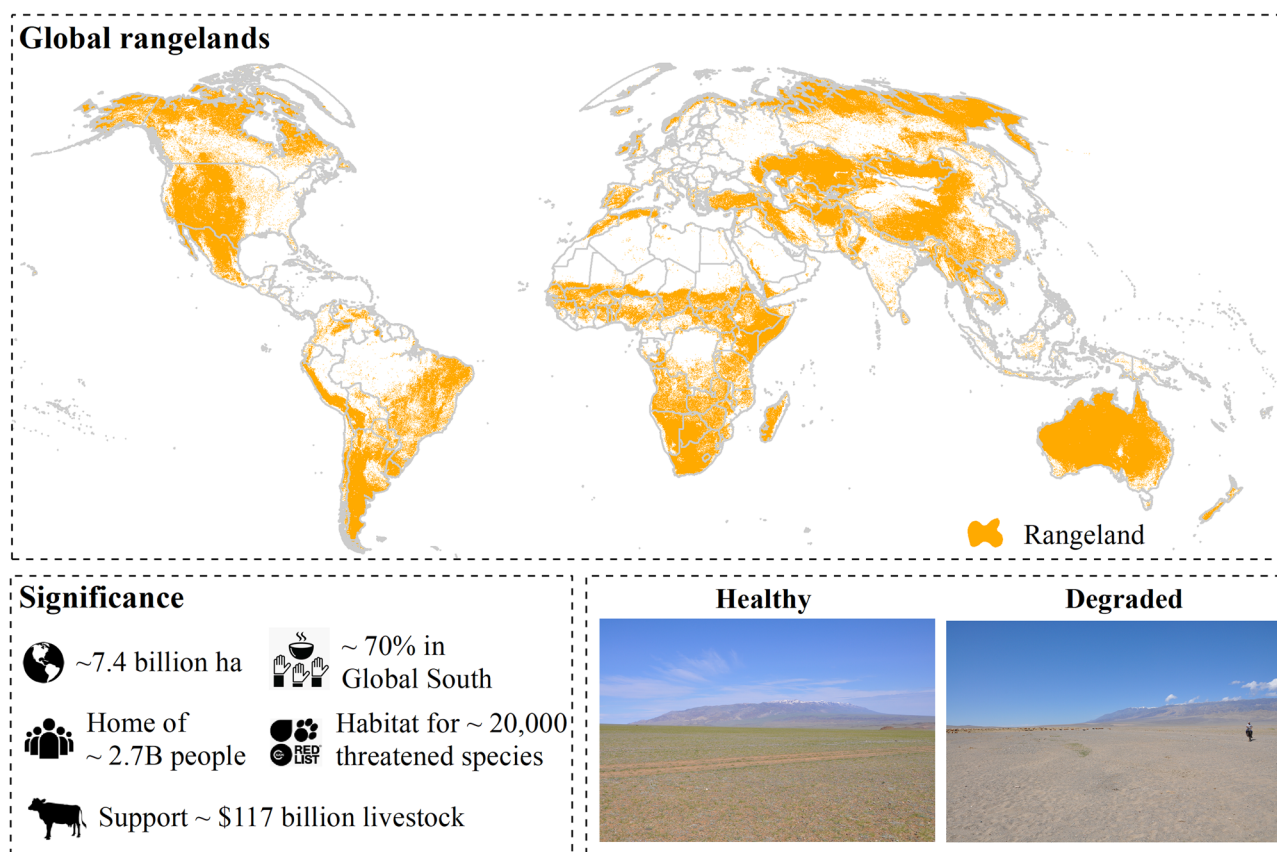 Global rangelands
Rangeland
Significance
~7.4 billion ha
~ 70% in
Global South
Home of
~ 2.7B people
Habitat for ~ 20,000
threatened species
RED
LIST
Support ~ $117 billion livestock
Healthy
Degraded